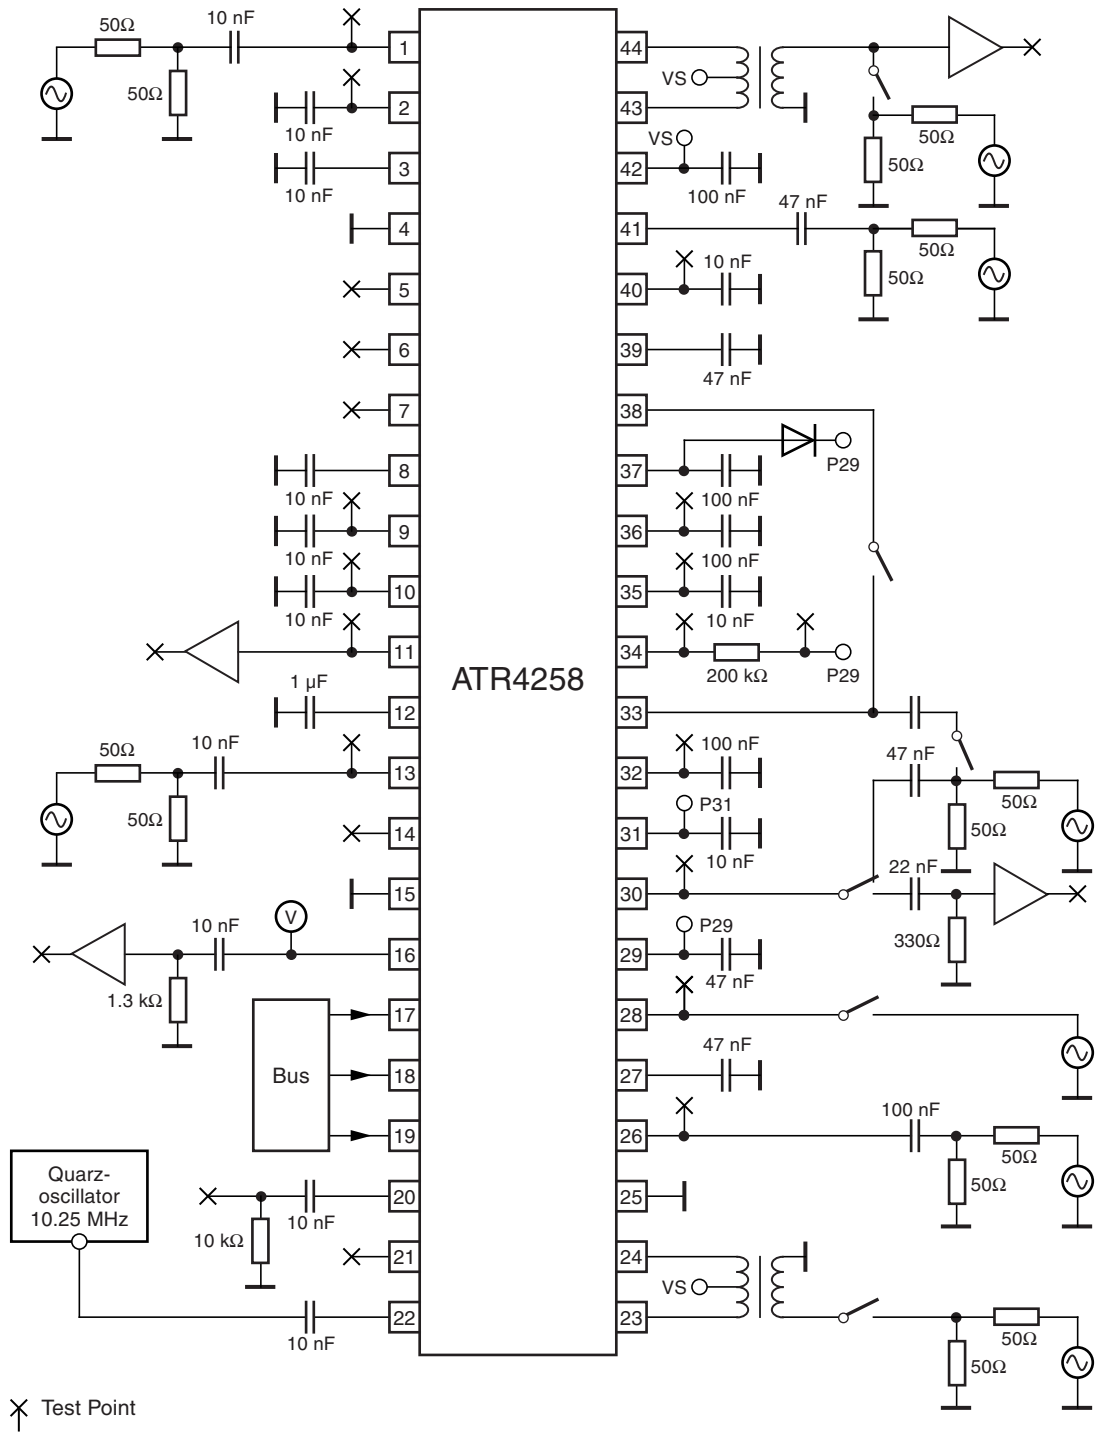 50Ω
10 nF
50Ω
1
2
10 nF
3
10 nF
4
5
6
7
8
10 nF
9
10 nF
10
10 nF
11
1 µF
12
50Ω
10 nF
13
50Ω
14
15
V
10 nF
16
1.3 kΩ
Bus
17
18
19
Quarz-
oscillator
10.25 MHz
20
10 nF
10 kΩ
21
22
10 nF
ATR4258
44
VS
43
50Ω
50Ω
VS
42
100 nF
47 nF
41
50Ω
50Ω
10 nF
40
39
47 nF
38
P29
37
100 nF
36
100 nF
35
10 nF
34
200 kΩ
P29
33
47 nF
100 nF
32
50Ω
50Ω
P31
31
10 nF
22 nF
30
330Ω
P29
29
47 nF
28
47 nF
27
100 nF
26
50Ω
50Ω
25
24
VS
23
50Ω
50Ω
Test Point